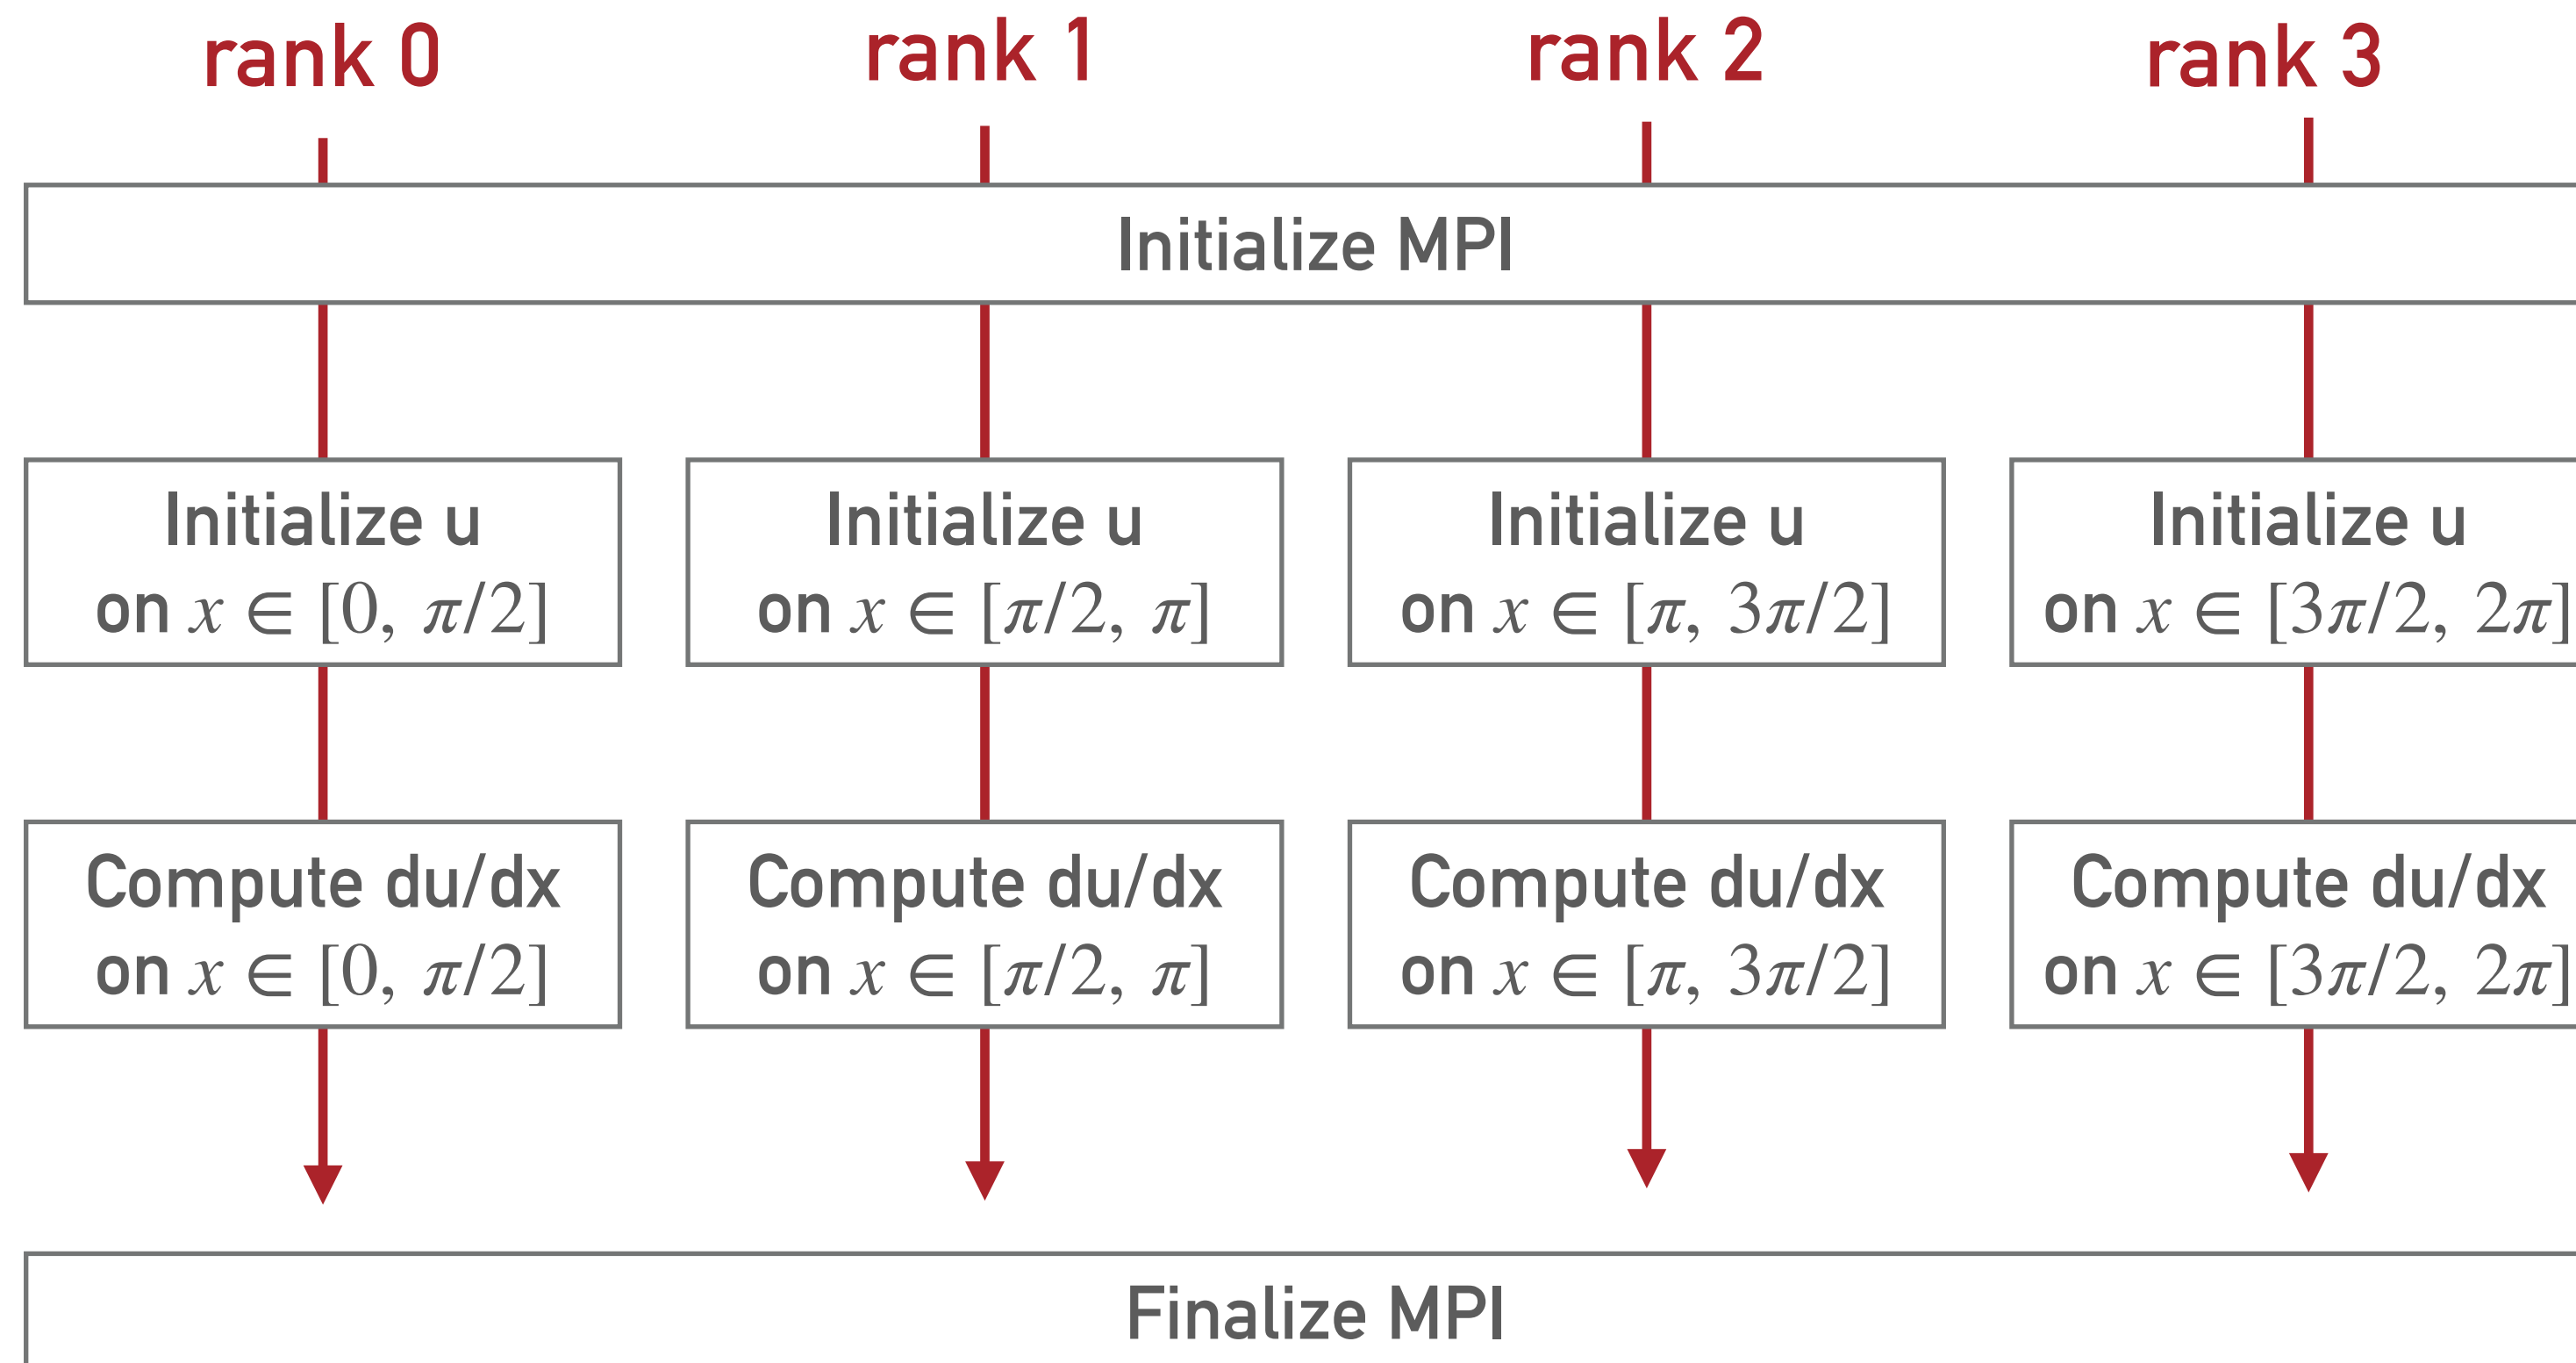 rank 0 rank 1 rank 2 rank 3
Initialize MPI
Initialize u
on x ∈ [0, π/2]
Initialize u
on x ∈ [π/2, π]
Initialize u
on x ∈ [π, 3π/2]
Initialize u
on x ∈ [3π/2, 2π]
Compute du/dx
on x ∈ [0, π/2]
Compute du/dx
on x ∈ [π/2, π]
Compute du/dx
on x ∈ [π, 3π/2]
Compute du/dx
on x ∈ [3π/2, 2π]
Finalize MPI